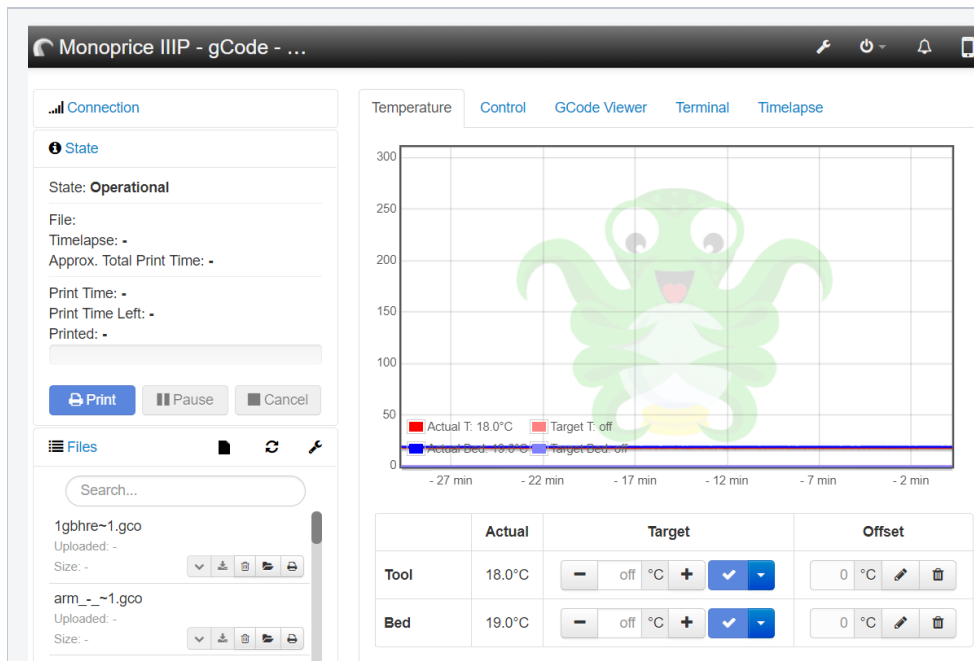 Monoprice IIIP - gCode - ...
Connection
State
State: Operational
File:
Timelapse: -
Approx. Total Print Time: -
Print Time: -
Print Time Left: -
Printed: -
Print Pause Cancel
Files
Search...
1gbhre~1.gco
Uploaded: -
Size: -
arm_-_~1.gco
Uploaded: -
Size: -
Temperature Control GCode Viewer Terminal Timelapse
300
250
200
150
100
50
0
Actual T: 18.0°C Target T: off
Actual Bed: 19.0°C Target Bed: off
- 27 min - 22 min - 17 min - 12 min - 7 min - 2 min
Actual Target Offset
Tool 18.0°C off °C 0 °C
Bed 19.0°C off °C 0 °C